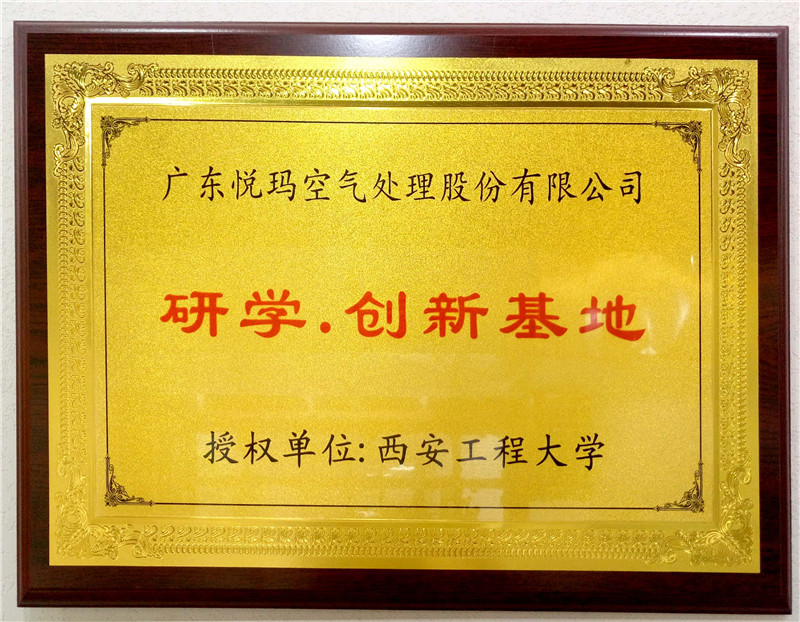 广东悦玛空气处理股份有限公司
研学.创新基地
授权单位:西安工程大学